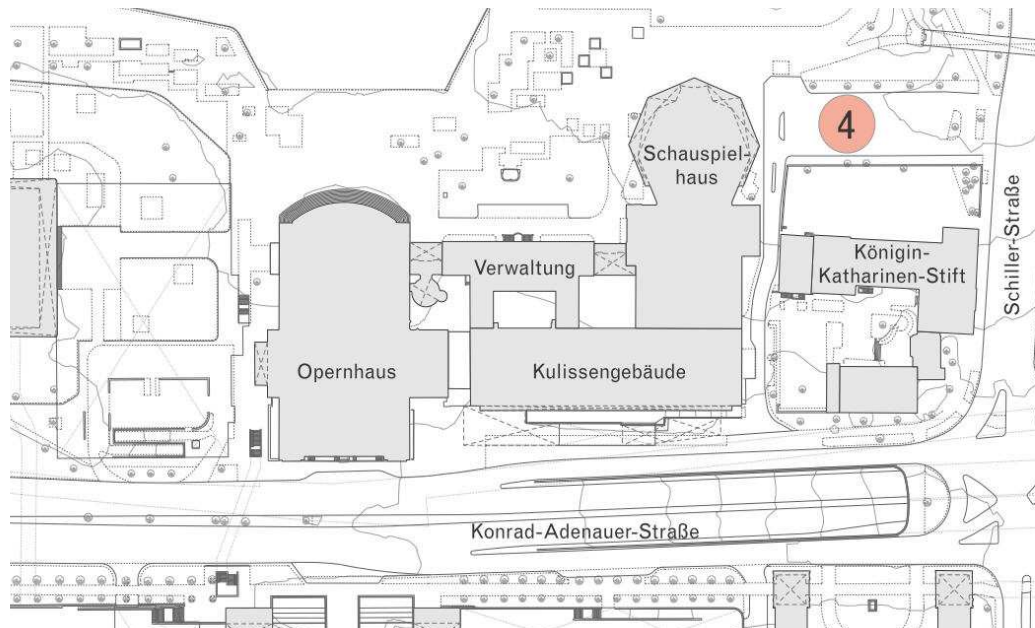 4
Schauspiel-
haus
Verwaltung
Königin-
Katharinen-Stift
Schiller-Straße
Opernhaus
Kulissengebäude
Konrad-Adenauer-Straße